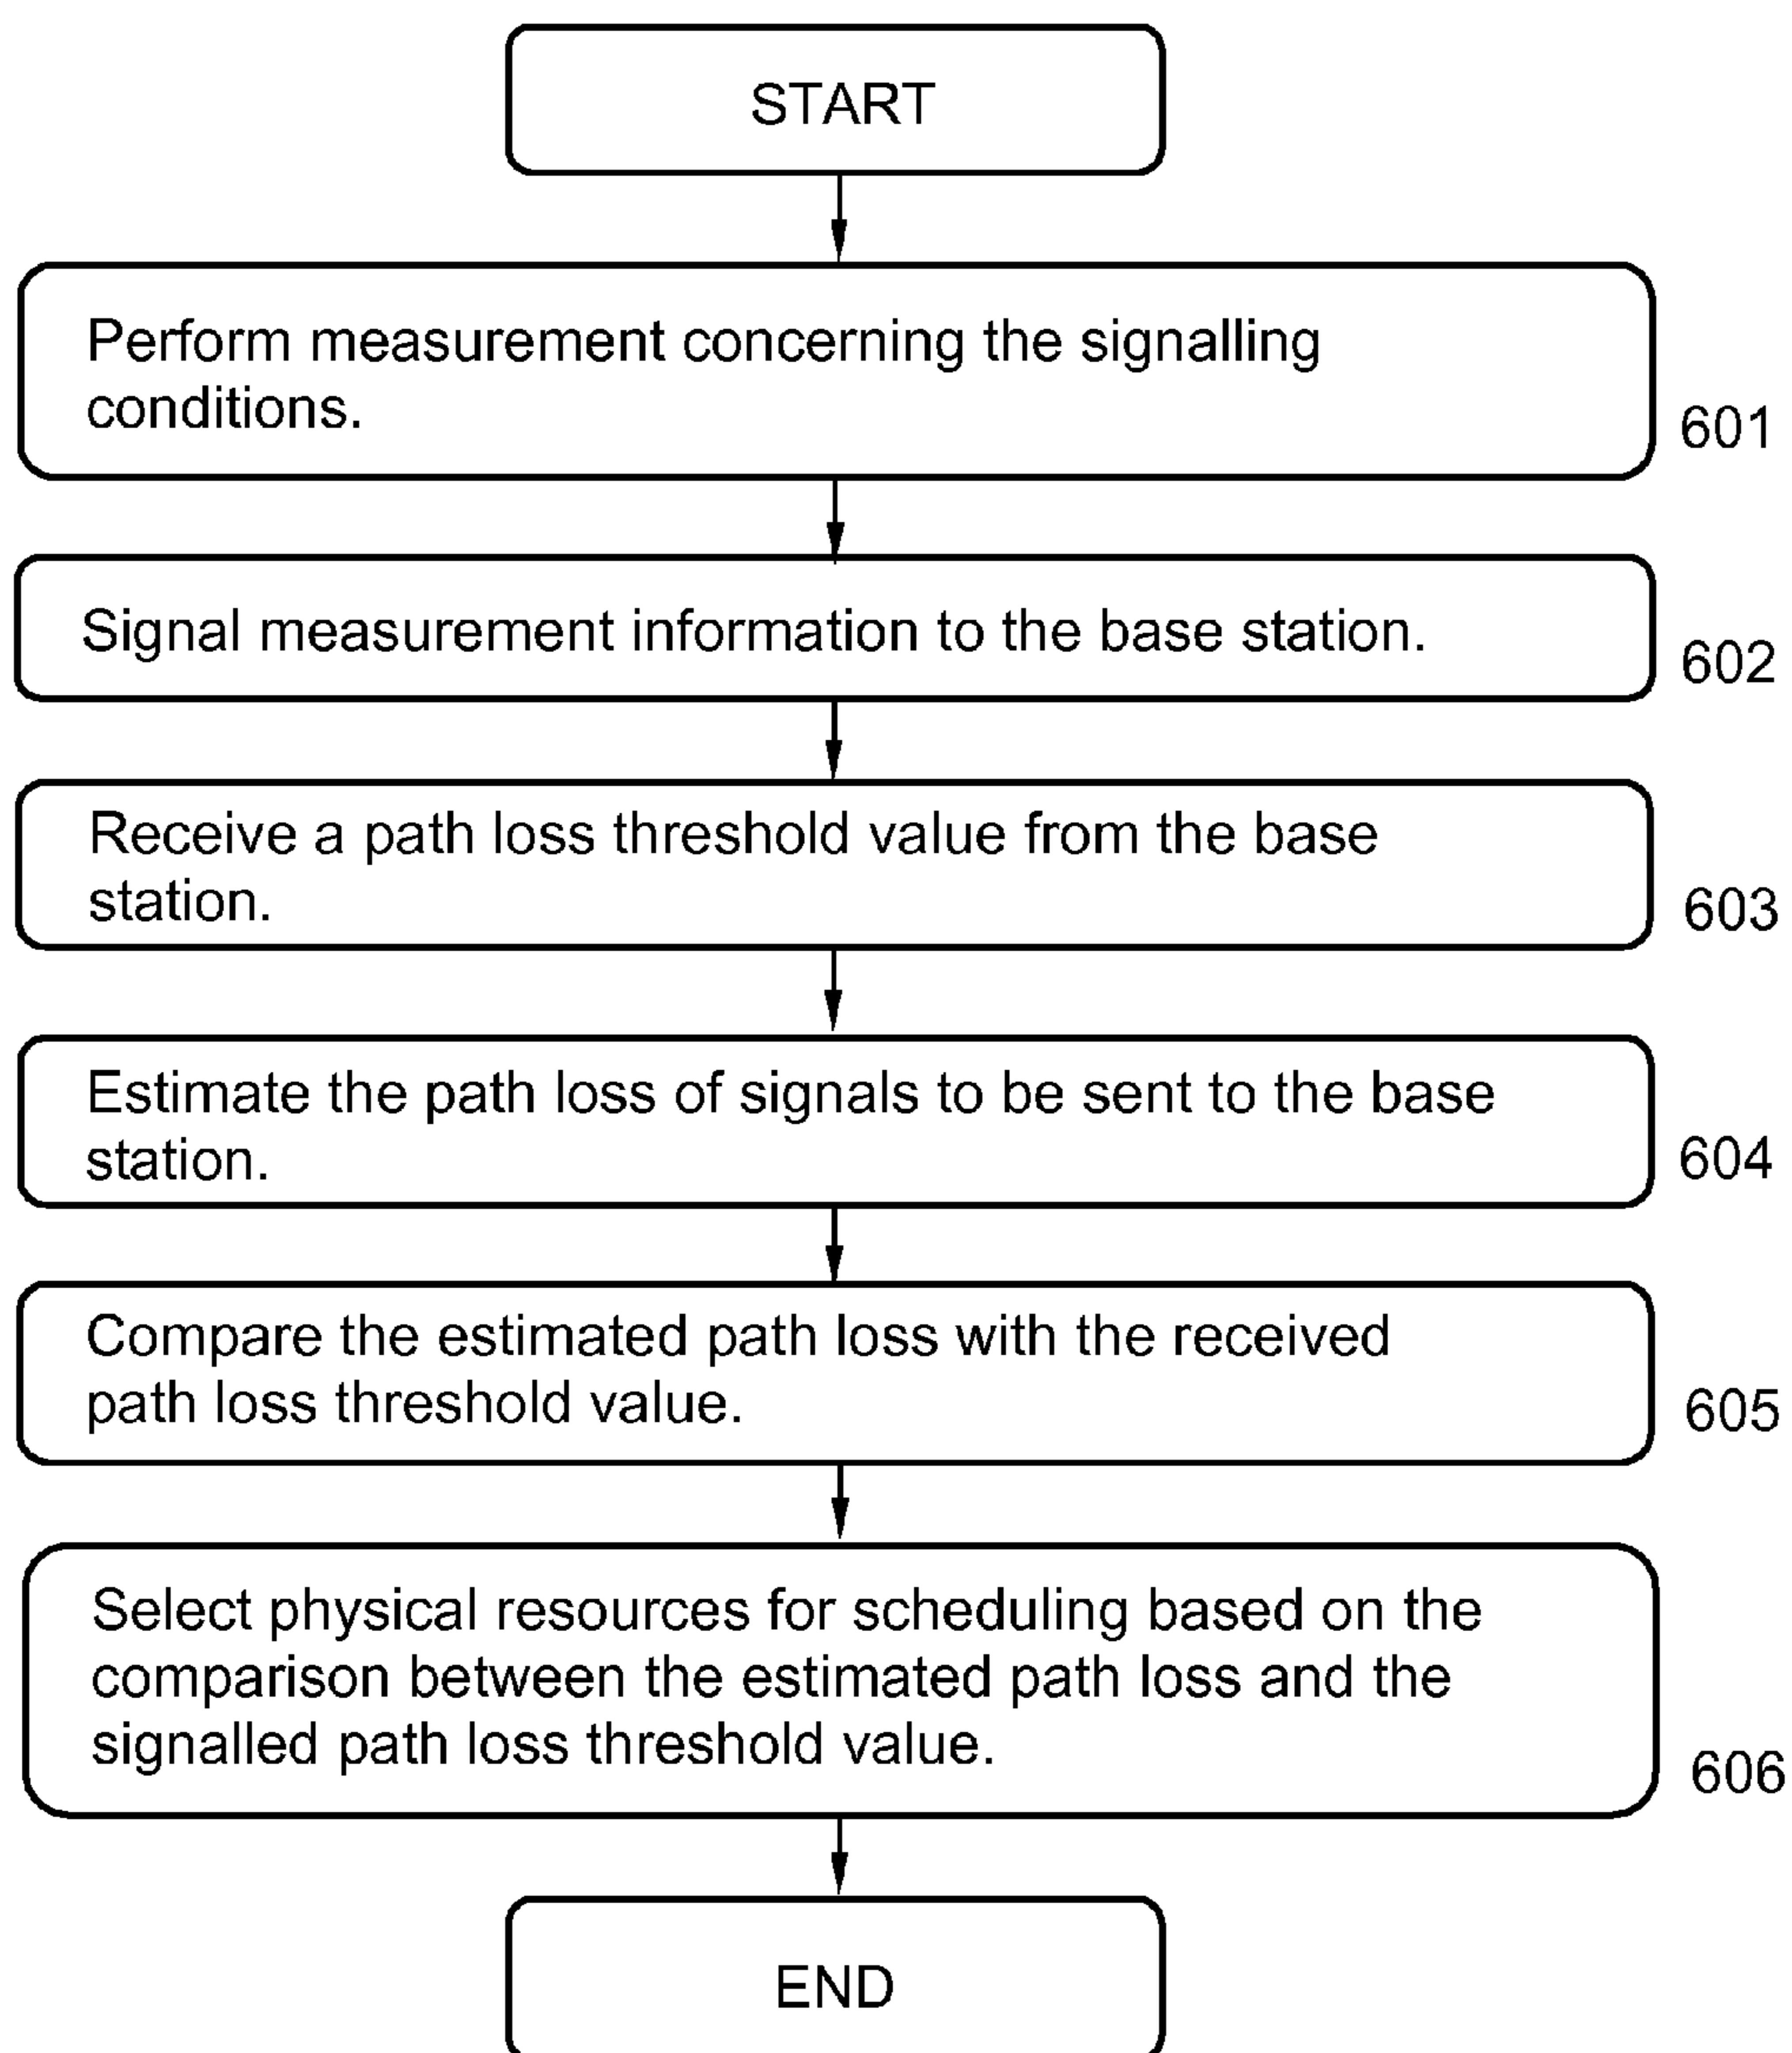 START
Perform measurement concerning the signalling
conditions.
601
Signal measurement information to the base station.
602
Receive a path loss threshold value from the base
station.
603
Estimate the path loss of signals to be sent to the base
station.
604
Compare the estimated path loss with the received
path loss threshold value.
605
Select physical resources for scheduling based on the
comparison between the estimated path loss and the
signalled path loss threshold value.
606
END